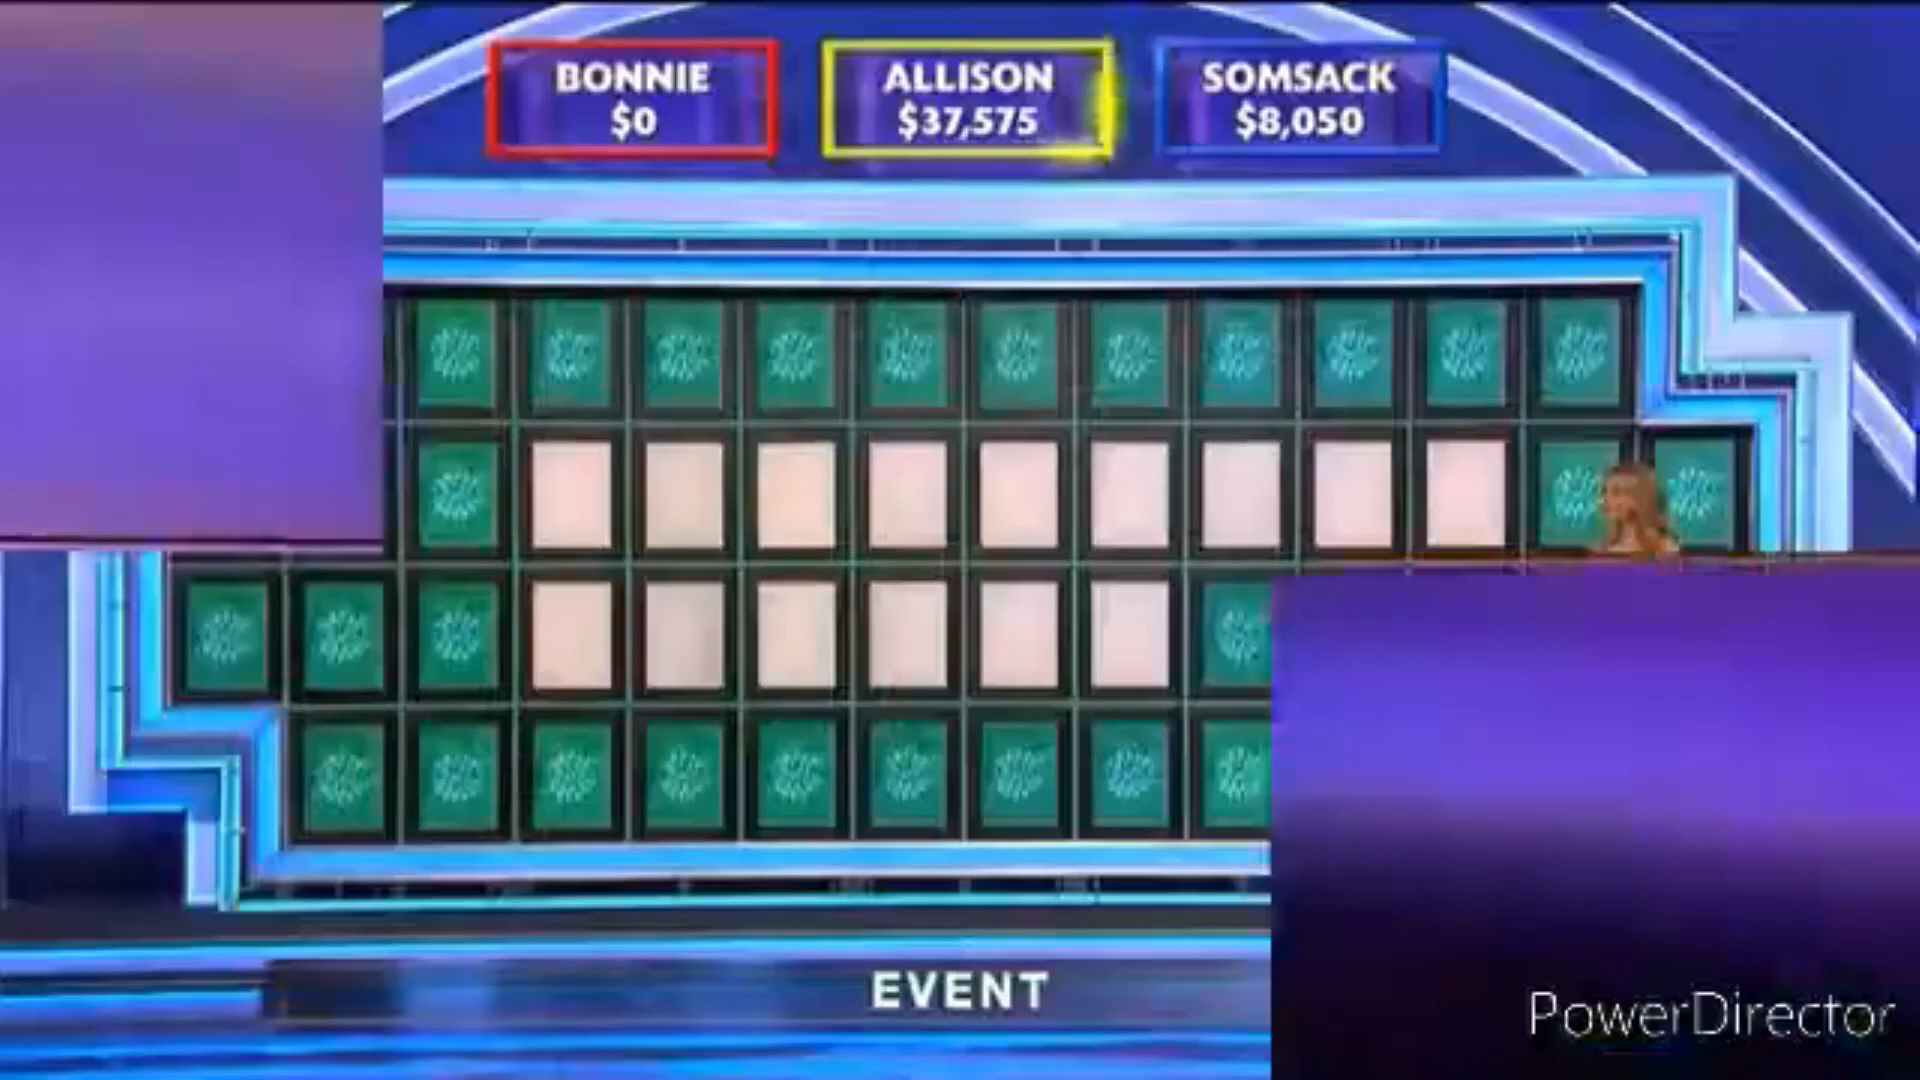 BONNIE
$0
ALLISON
$37,575
SOMSACK
$8,050
EVENT
PowerDirector